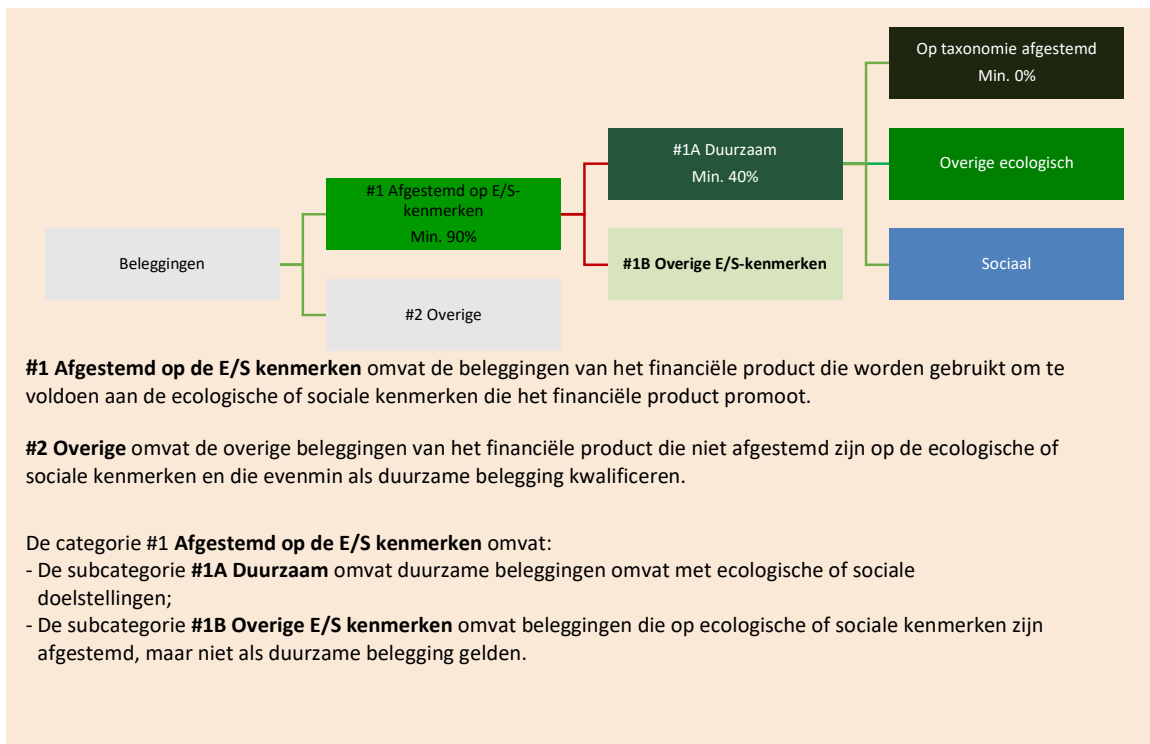 Op taxonomie afgestemd
Min. 0%
#1A Duurzaam
Min. 40%
Overige ecologisch
#1 Afgestemd op E/S-
kenmerken
Min. 90%
Beleggingen
#1B Overige E/S-kenmerken
Sociaal
#2 Overige
#1 Afgestemd op de E/S kenmerken omvat de beleggingen van het financiële product die worden gebruikt om te
voldoen aan de ecologische of sociale kenmerken die het financiële product promoot.
#2 Overige omvat de overige beleggingen van het financiële product die niet afgestemd zijn op de ecologische of
sociale kenmerken en die evenmin als duurzame belegging kwalificeren.
De categorie #1 Afgestemd op de E/S kenmerken omvat:
- De subcategorie #1A Duurzaam omvat duurzame beleggingen omvat met ecologische of sociale
doelstellingen;
- De subcategorie #1B Overige E/S kenmerken omvat beleggingen die op ecologische of sociale kenmerken zijn
afgestemd, maar niet als duurzame belegging gelden.